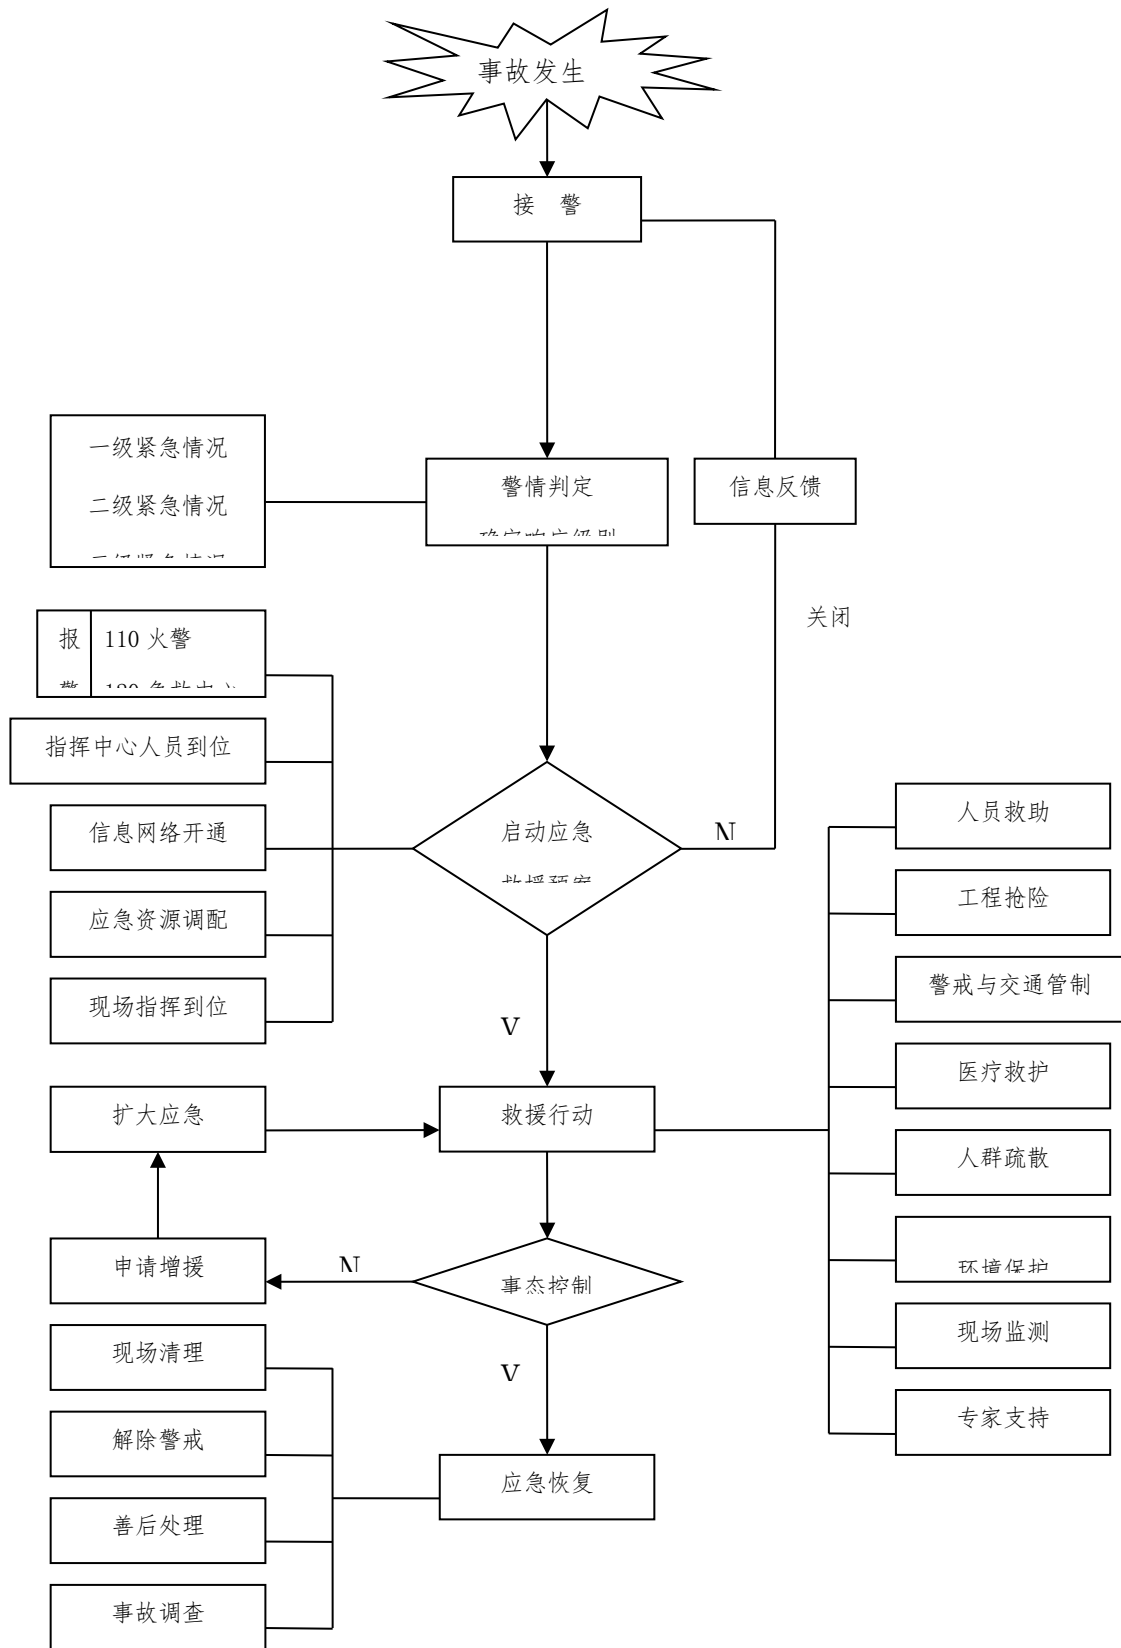 事故发生
接 警
一级紧急情况
二级紧急情况
警情判定
信息反馈
关闭
报
110 火警
指挥中心人员到位
信息网络开通
应急资源调配
现场指挥到位
启动应急
N
人员救助
工程抢险
警戒与交通管制
医疗救护
人群疏散
环境保护
现场监测
专家支持
扩大应急
救援行动
申请增援
N
事态控制
现场清理
解除警戒
善后处理
事故调查
应急恢复